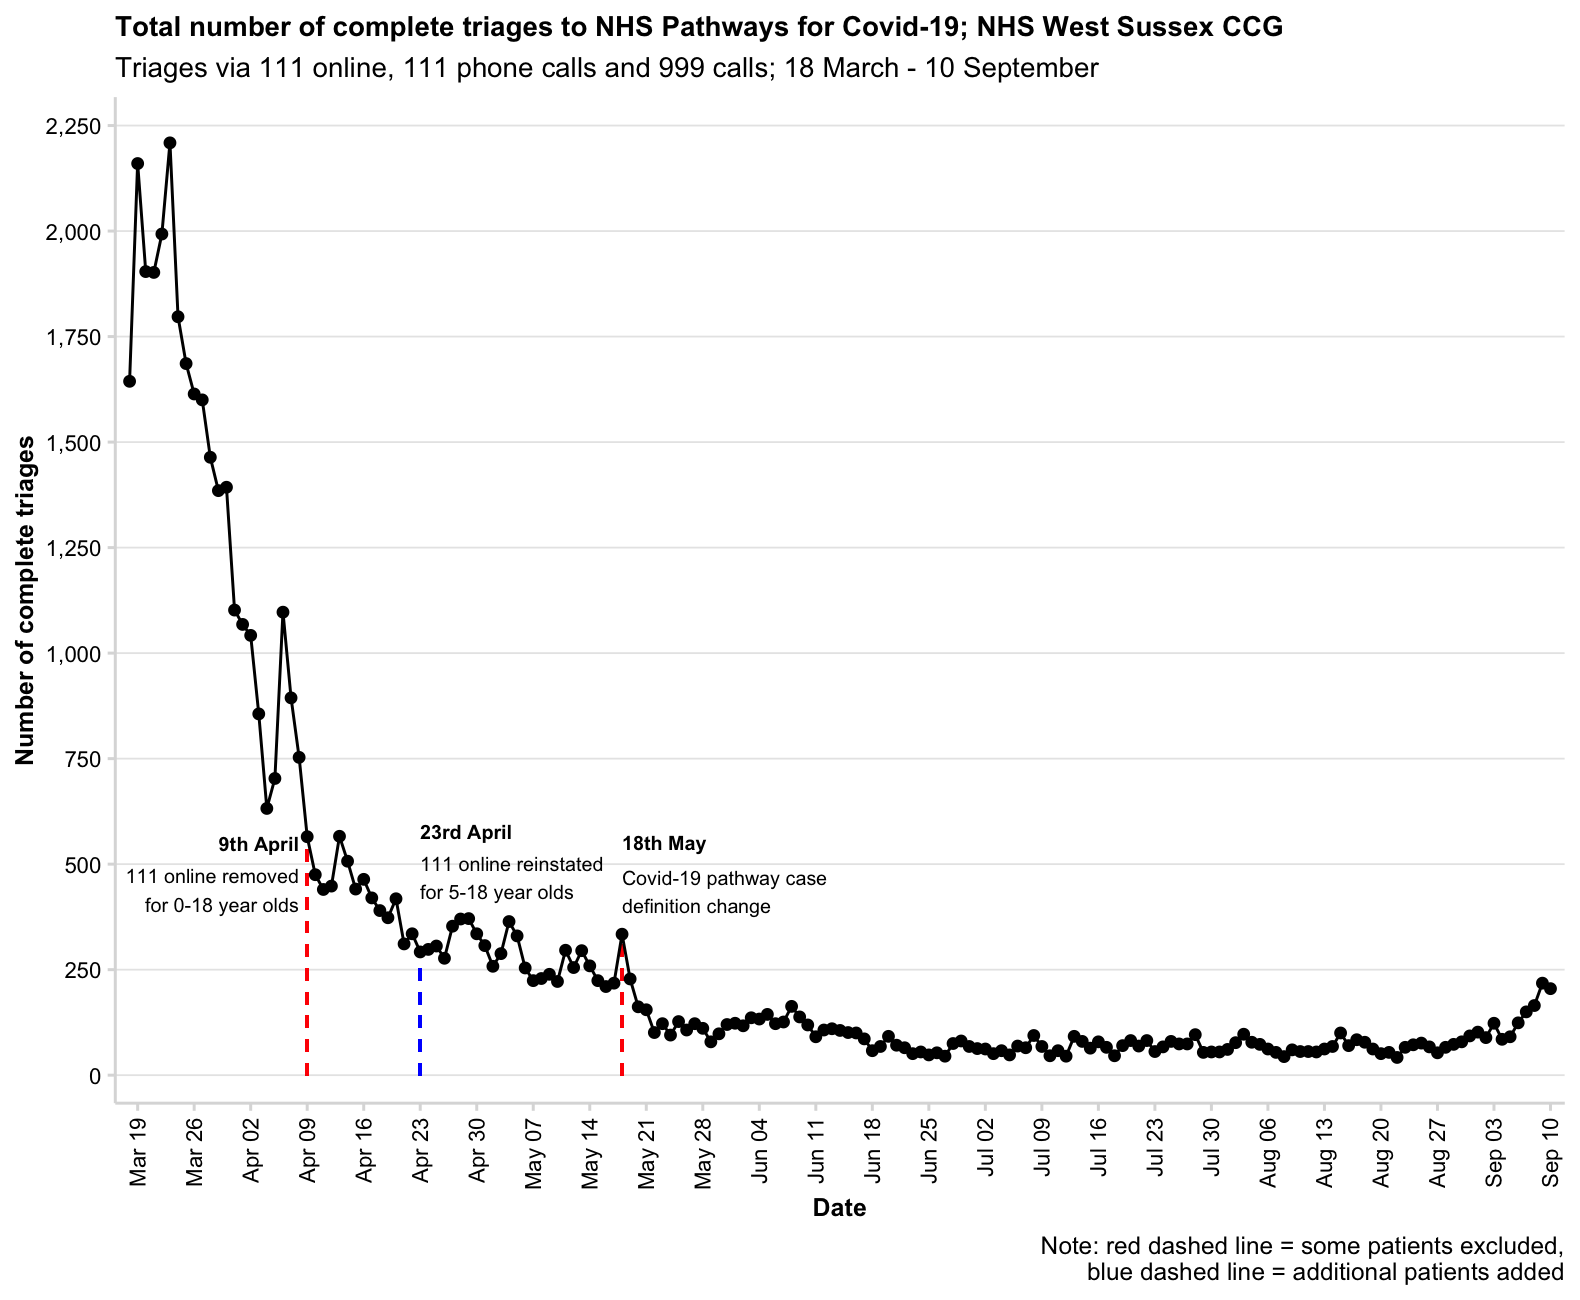 Total number of complete triages to NHS Pathways for Covid-19; NHS West Sussex CCG
Triages via 111 online, 111 phone calls and 999 calls; 18 March - 10 September
Number of complete triages
2,250
2,000
1,750
1,500
1,250
1,000
750
500
250
0
9th April
111 online removed
for 0-18 year olds
23rd April
111 online reinstated
for 5-18 year olds
18th May
Covid-19 pathway case
definition change
Mar 19
Mar 26
Apr 02
Apr 09
Apr 16
Apr 23
Apr 30
May 07
May 14
May 21
May 28
Jun 04
Jun 11
Jun 18
Jun 25
Jul 02
Jul 09
Jul 16
Jul 23
Jul 30
Aug 06
Aug 13
Aug 20
Aug 27
Sep 03
Sep 10
Date
Note: red dashed line = some patients excluded,
blue dashed line = additional patients added